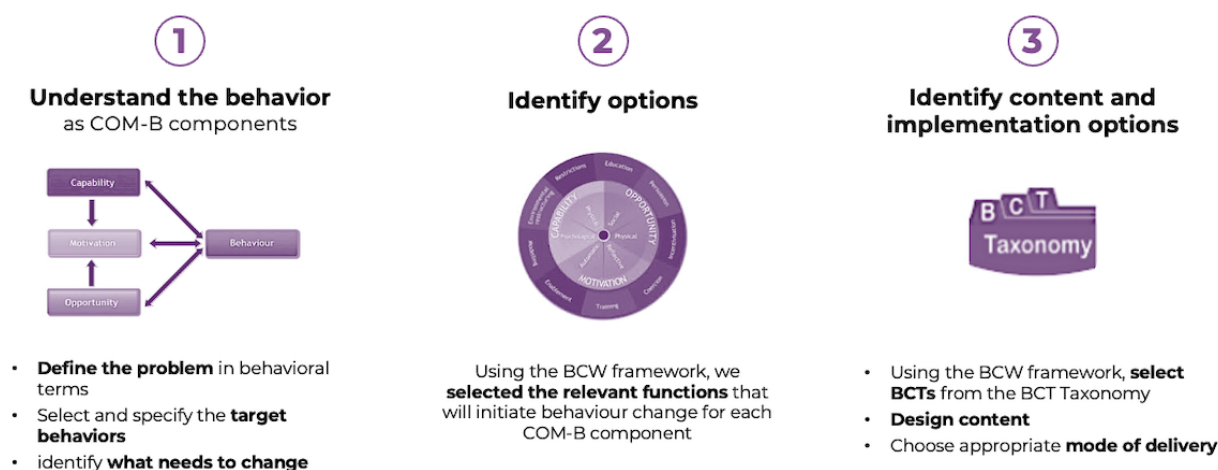 1
Understand the behavior
as COM-B components
Capability
Motivation
Opportunity
Behaviour
• Define the problem in behavioral
terms
• Select and specify the target
behaviors
• identify what needs to change
2
Identify options
Restrictions
Education
Persuasion
Incentivisation
Coercion
Training
Enablement
Modelling
Environmental
restructuring
CAPABILITY
OPPORTUNITY
MOTIVATION
Physical
Social
Physical
Reflective
Automatic
Psychological
Using the BCW framework, we
selected the relevant functions that
will initiate behaviour change for each
COM-B component
3
Identify content and
implementation options
B C T
Taxonomy
• Using the BCW framework, select
BCTs from the BCT Taxonomy
• Design content
• Choose appropriate mode of delivery